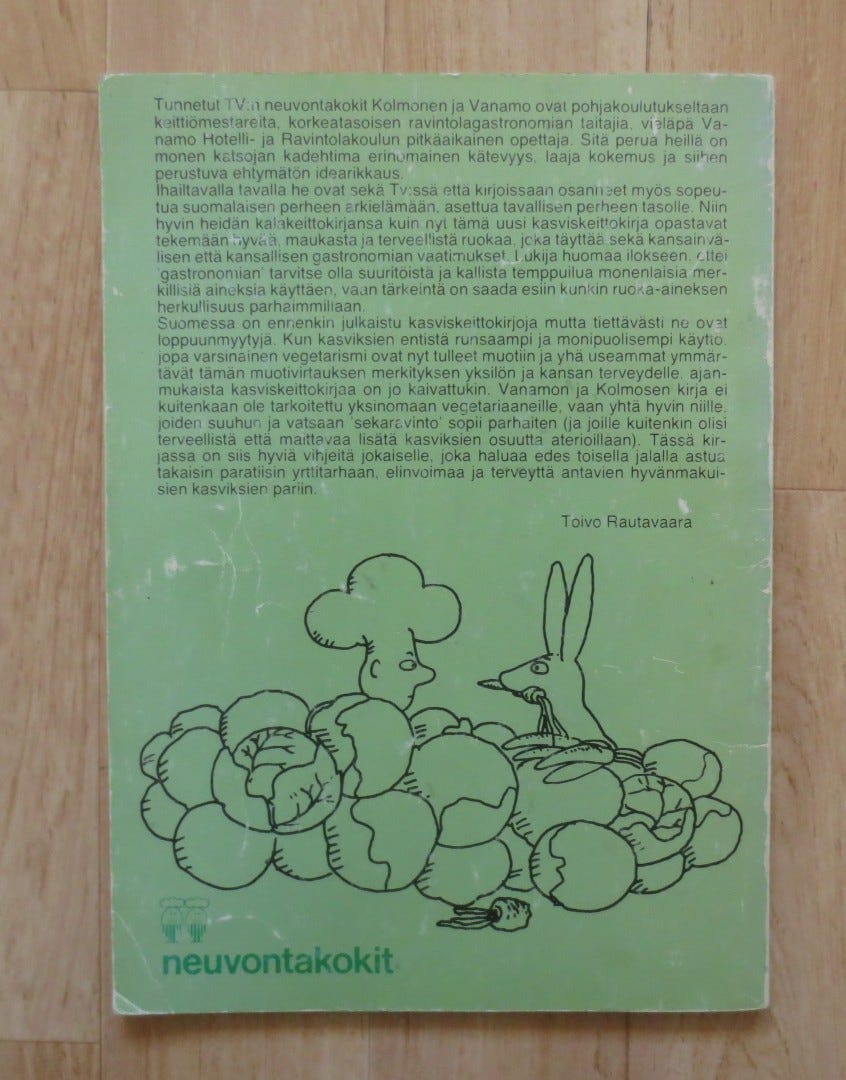 Tunnetut TV:n neuvontakokit Kolmonen ja Vanamo ovat pohjakoulutukseltaan
keittiömestareita, korkeatasoisen ravintolagastronomian taitajia, vieläpä Va-
namo Hotelli- ja Ravintolakoulun pitkäaikainen opettaja. Sitä perua heillä on
monen katsojan kadehtima erinomainen kätevyys, laaja kokemus ja siihen
perustuva ehtymätön idearikkaus.
Ihailtavalla tavalla he ovat sekä Tv:ssä että kirjoissaan osanneet myös sopeu-
tua suomalaisen perheen arkielämään, asettua tavallisen perheen tasolle. Niin
hyvin heidän kalakeittokirjansa kuin nyt tämä uusi kasviskeittokirja opastavat
tekemään hyvää, maukasta ja terveellistä ruokaa, joka täyttää sekä kansainvä-
lisen että kansallisen gastronomian vaatimukset. Lukija huomaa ilokseen, ettei
'gastronomian' tarvitse olla suuritöistä ja kallista temppuilua monenlaisia mer-
killisiä aineksia käyttäen, vaan tärkeintä on saada esiin kunkin ruoka-aineksen
herkullisuus parhaimmillaan.
Suomessa on ennenkin julkaistu kasviskeittokirjoja mutta tiettävästi ne ovat
loppuunmyytyjä. Kun kasviksien entistä runsaampi ja monipuolisempi käyttö,
jopa varsinainen vegetarismi ovat nyt tulleet muotiin ja yhä useammat ymmär-
tävät tämän muotivirtauksen merkityksen yksilön ja kansan terveydelle, ajan-
mukaista kasviskeittokirjaa on jo kaivattukin. Vanamon ja Kolmosen kirja ei
kuitenkaan ole tarkoitettu yksinomaan vegetariaaneille, vaan yhtä hyvin niille,
joiden suuhun ja vatsaan 'sekaravinto' sopii parhaiten (ja joille kuitenkin olisi
terveellistä että maittavaa lisätä kasviksien osuutta aterioillaan). Tässä kir-
jassa on siis hyviä vihjeitä jokaiselle, joka haluaa edes toisella jalalla astua
takaisin paratiisin yrttitarhaan, elinvoimaa ja terveyttä antavien hyvänmakui-
sien kasviksien pariin.
Toivo Rautavaara
neuvontakokit